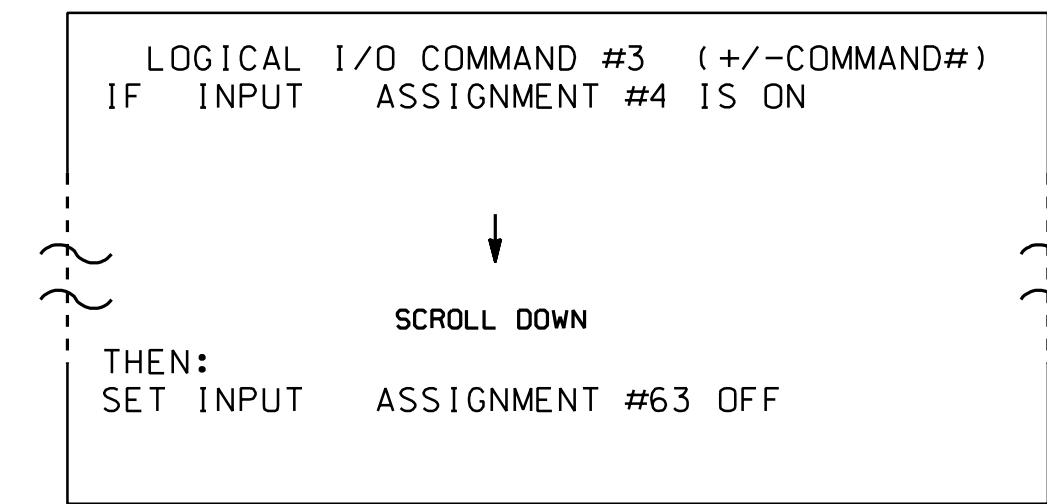 LOGICAL I/O COMMAND #3 (+/-COMMAND#)
IF INPUT ASSIGNMENT #4 IS ON
SCROLL DOWN
THEN:
SET INPUT ASSIGNMENT #63 OFF